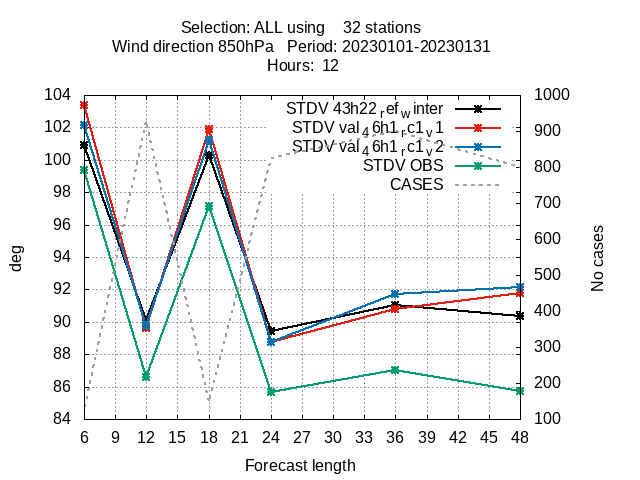 Selection: ALL using    32 stations
Wind direction 850hPa   Period: 20230101-20230131
Hours:  12
STDV 43h22ref_winter
STDV val_46h1_rc1_v1
STDV val_46h1_rc1_v2
STDV OBS
CASES
104
102
100
98
96
94
92
90
88
86
84
deg
1000
900
800
700
600
500
400
300
200
100
No cases
6 9 12 15 18 21 24 27 30 33 36 39 42 45 48
Forecast length